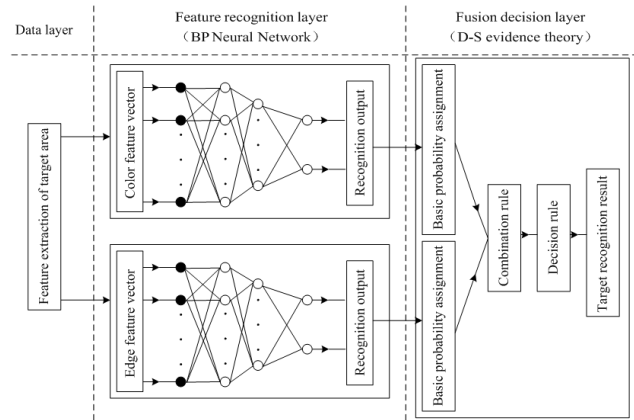 Data layer
Feature recognition layer
（BP Neural Network）
Fusion decision layer
（D-S evidence theory）
Feature extraction of target area
Color feature vector
Recognition output
Edge feature vector
Recognition output
Basic probability assignment
Basic probability assignment
Combination rule
Decision rule
Target recognition result